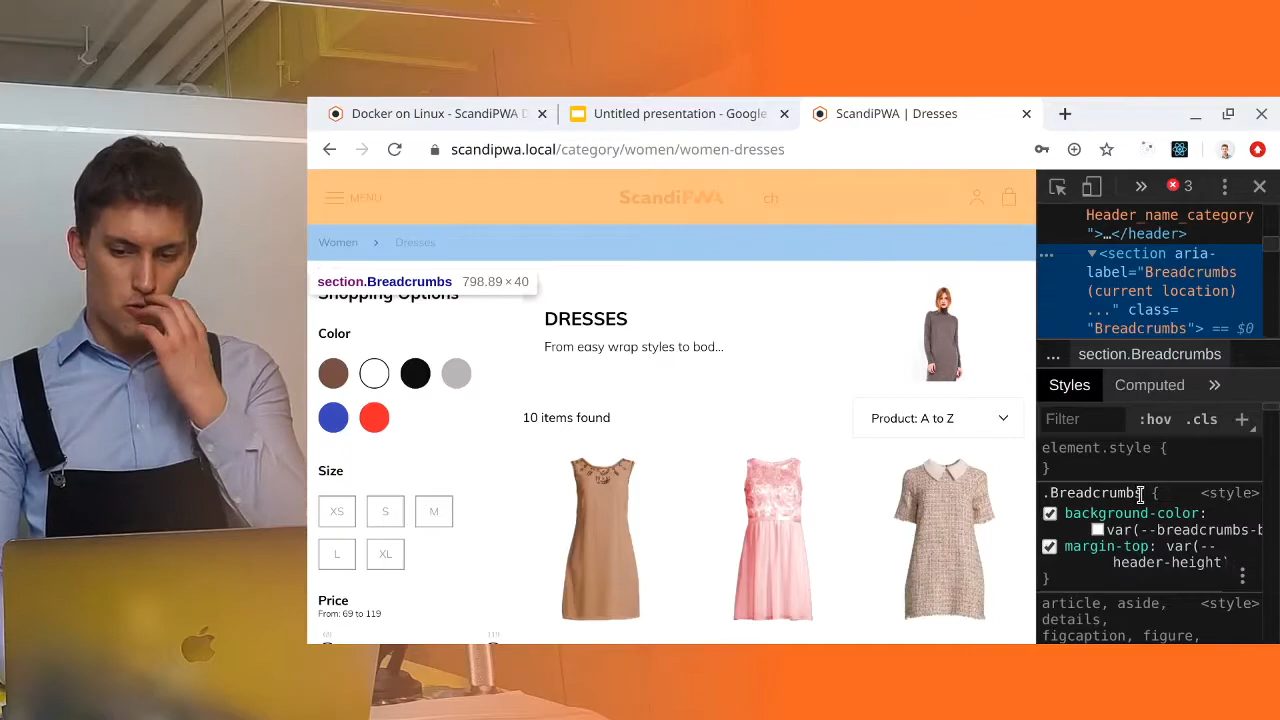 Docker on Linux - ScandiPWA D
Untitled presentation - Google
ScandiPWA | Dresses
scandipwa.local/category/women/women-dresses
MENU
ScandiPWA
ch
Women > Dresses
section.Breadcrumbs 798.89 × 40
Shopping Options
Color
Size
XS S M
L XL
Price
From: 69 to 119
69 119
DRESSES
From easy wrap styles to bod...
10 items found
Product: A to Z
3
Header_name_category
">…</header>
<section aria-
label="Breadcrumbs
(current location)
..." class=
"Breadcrumbs"> == $0
... section.Breadcrumbs
Styles Computed
Filter :hov .cls
element.style {
}
.Breadcrumbs { <style>
background-color:
var(--breadcrumbs-b
margin-top: var(--
header-height)
}
article, aside, <style>
details,
figcaption, figure,